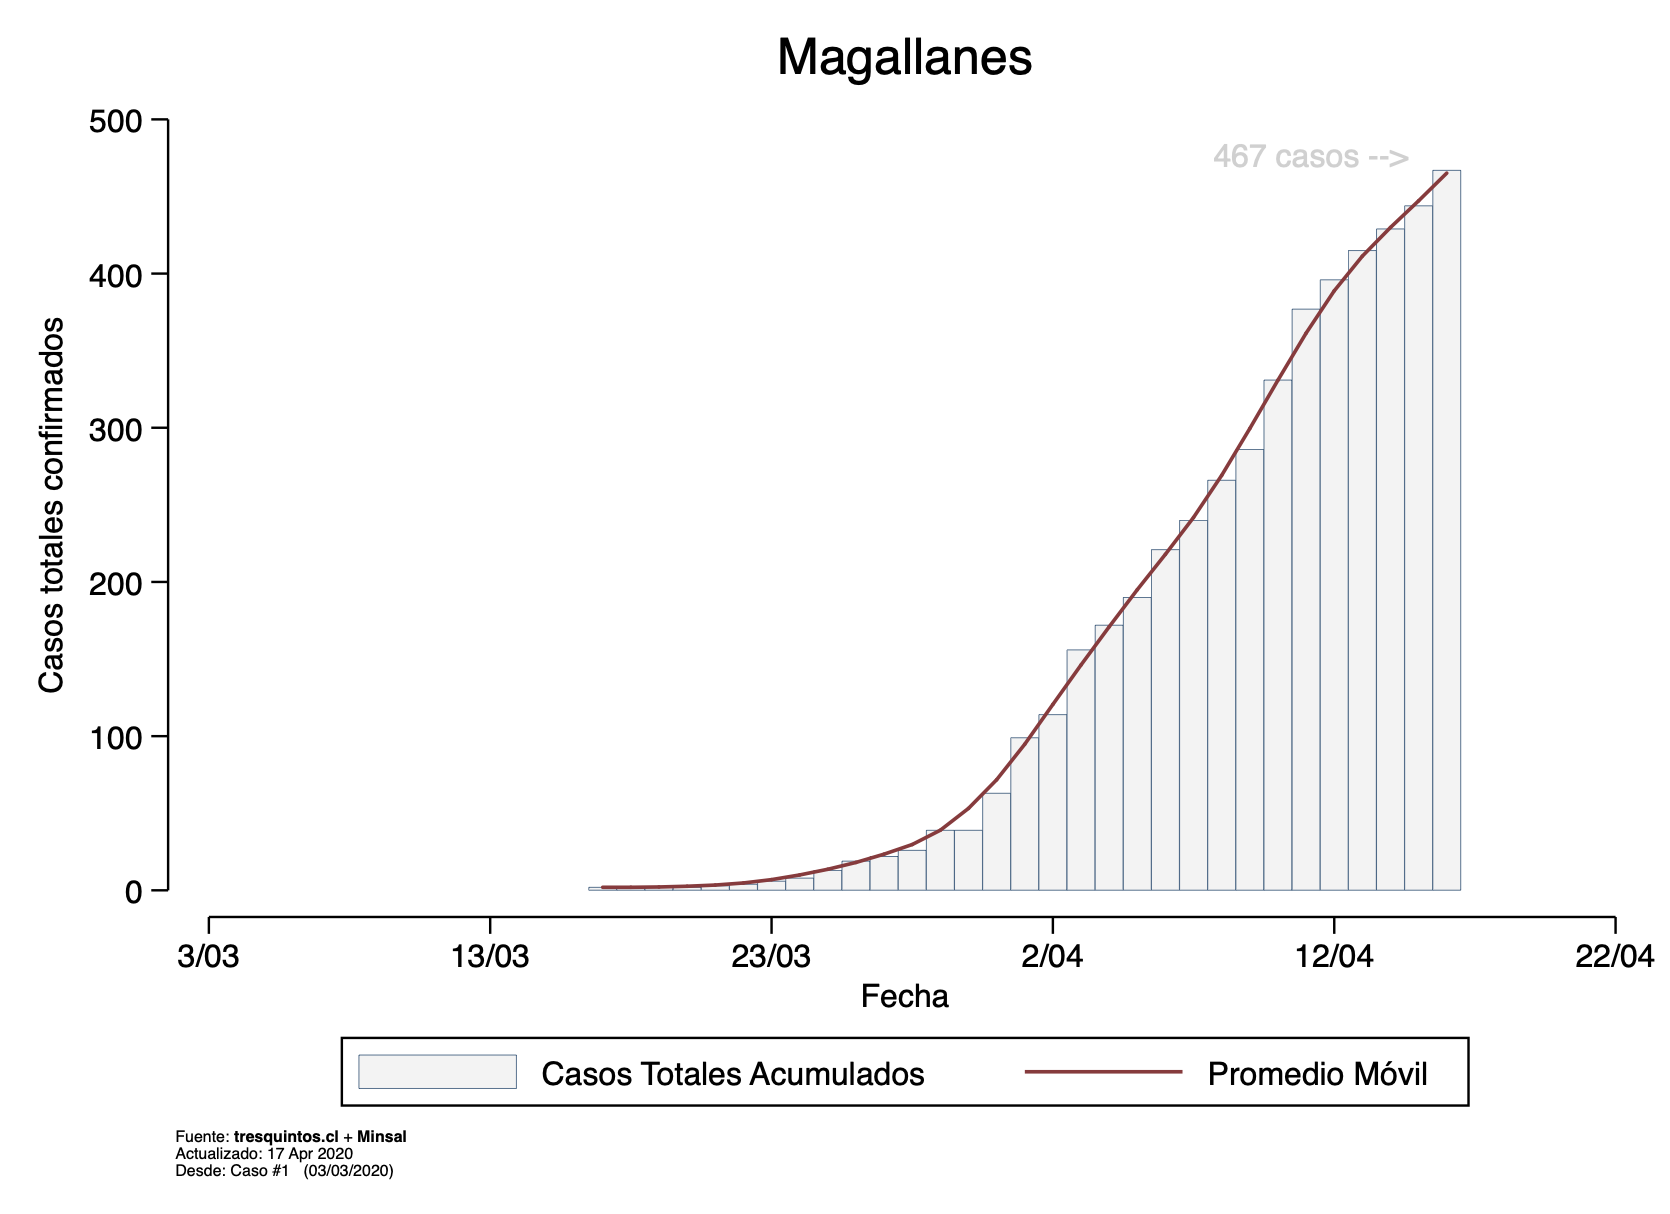 Magallanes
500
467 casos -->
400
300
200
100
0
Casos totales confirmados
3/03 13/03 23/03 2/04 12/04 22/04
Fecha
Casos Totales Acumulados Promedio Móvil
Fuente: tresquintos.cl + Minsal
Actualizado: 17 Apr 2020
Desde: Caso #1 (03/03/2020)